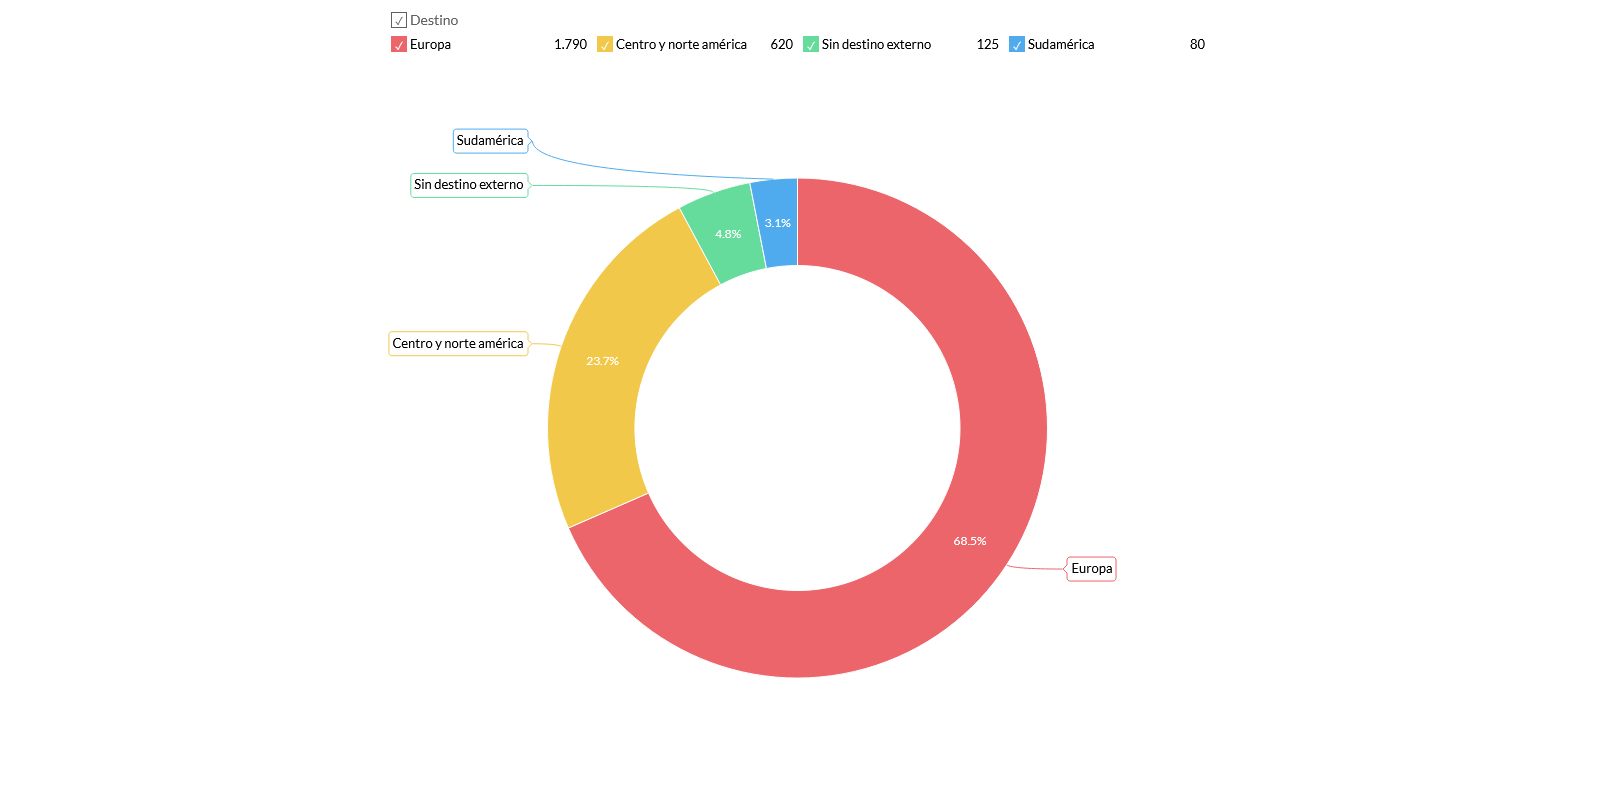 Destino
Europa 1.790 Centro y norte américa 620 Sin destino externo 125 Sudamérica 80
Sudamérica
Sin destino externo
3.1%
4.8%
Centro y norte américa
23.7%
68.5%
Europa